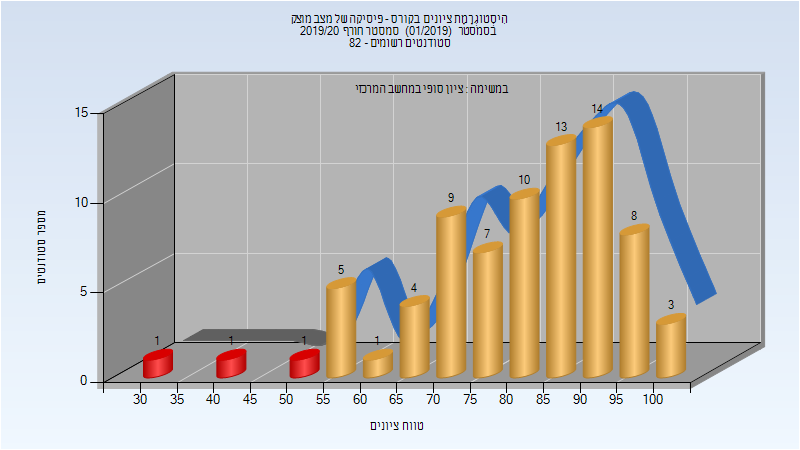 היסטוגרמת ציונים בקורס - פיסיקה של מצב מוצק
בסמסטר (01/2019) סמסטר חורף 2019/20
סטודנטים רשומים - 82
במשימה : ציון סופי במחשב המרכזי
15
10
5
0
מספר סטודנטים
1
1
1
5
1
4
9
7
10
13
14
8
3
30 35 40 45 50 55 60 65 70 75 80 85 90 95 100
טווח ציונים